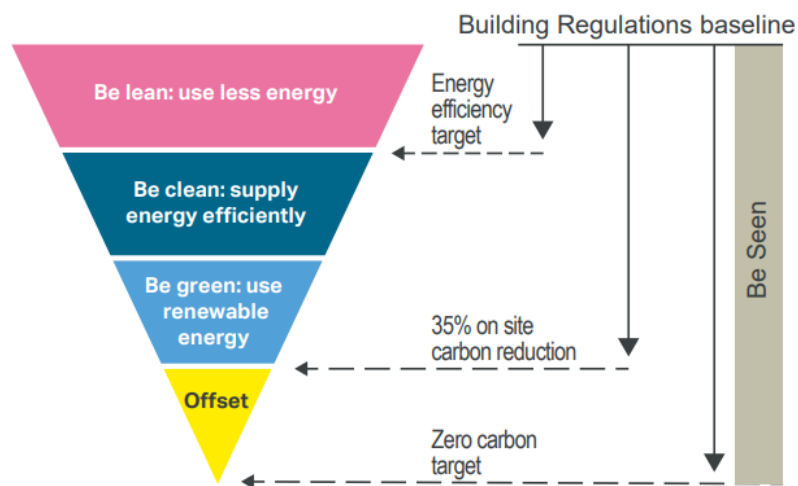 Building Regulations baseline
Be lean: use less energy
Energy
efficiency
target
Be clean: supply
energy efficiently
Be Seen
Be green: use
renewable
energy
35% on site
carbon reduction
Offset
Zero carbon
target